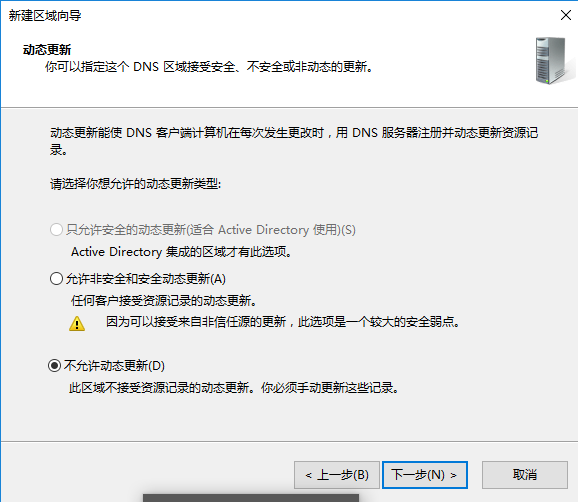 新建区域向导
动态更新
你可以指定这个 DNS 区域接受安全、不安全或非动态的更新。
动态更新能使 DNS 客户端计算机在每次发生更改时，用 DNS 服务器注册并动态更新资源记
录。
请选择你想允许的动态更新类型:
只允许安全的动态更新(适合 Active Directory 使用)(S)
Active Directory 集成的区域才有此选项。
允许非安全和安全动态更新(A)
任何客户接受资源记录的动态更新。
因为可以接受来自非信任源的更新，此选项是一个较大的安全弱点。
不允许动态更新(D)
此区域不接受资源记录的动态更新。你必须手动更新这些记录。
< 上一步(B) 下一步(N) > 取消